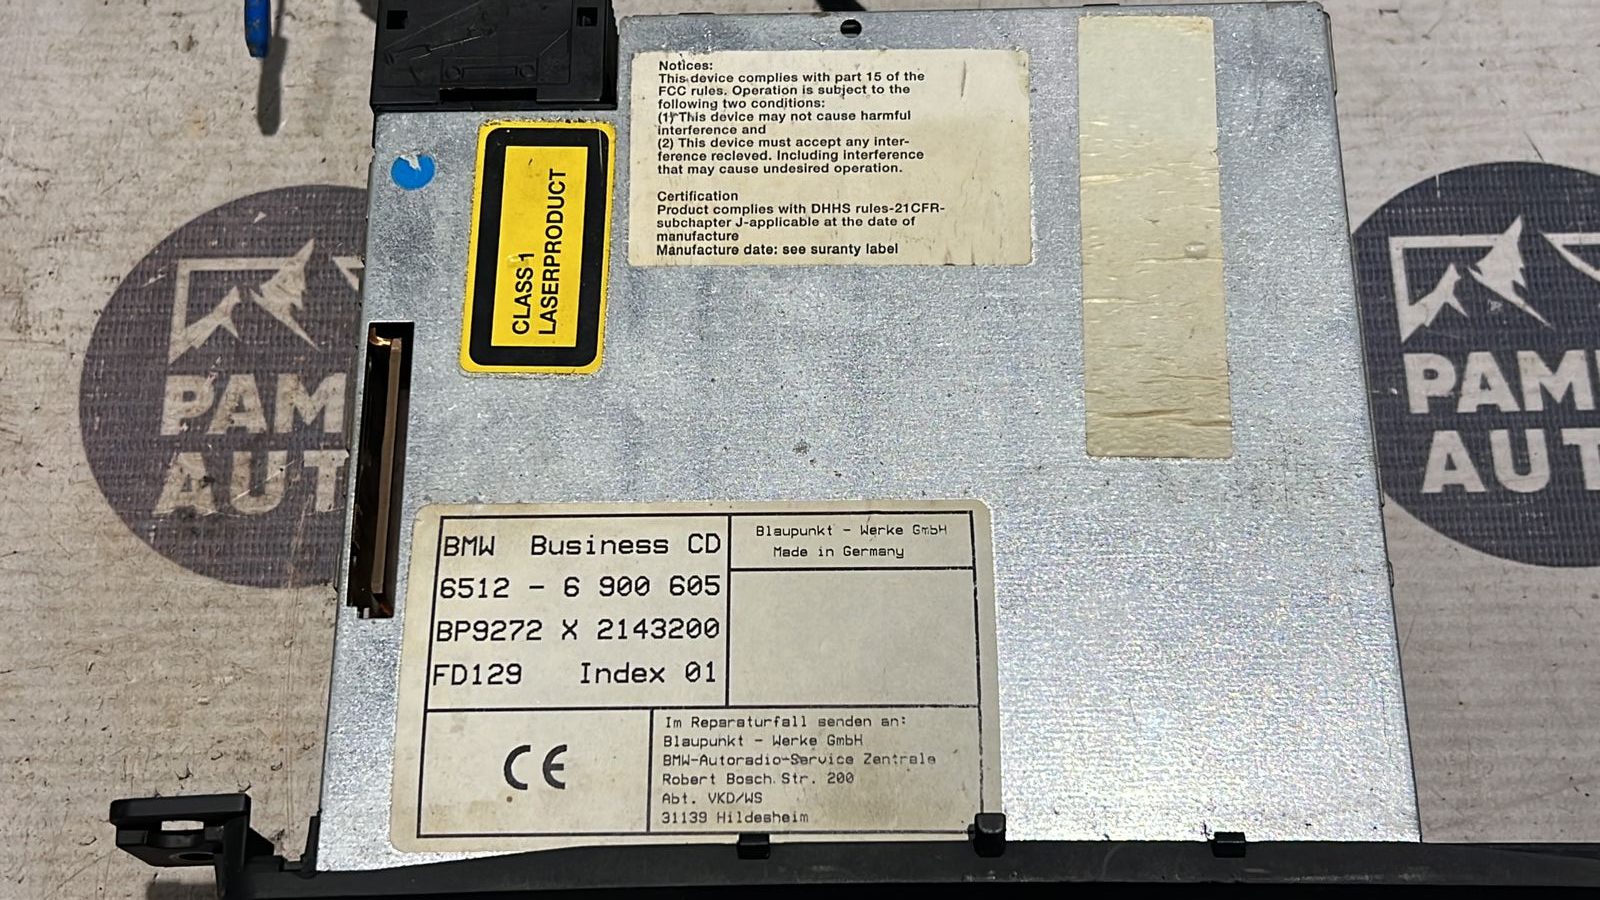 Notices:
This device complies with part 15 of the
FCC rules. Operation is subject to the
following two conditions:
(1) This device may not cause harmful
interference and
(2) This device must accept any inter-
ference recieved. Including interference
that may cause undesired operation.
Certification
Product complies with DHHS rules-21CFR-
subchapter J-applicable at the date of
manufacture
Manufacture date: see suranty label
CLASS 1
LASERPRODUCT
PAM
AUT
PAM
AUT
BMW Business CD
6512 - 6 900 605
BP9272 X 2143200
FD129 Index 01
Blaupunkt - Werke GmbH
Made in Germany
CE
Im Reparaturfall senden an:
Blaupunkt - Werke GmbH
BMW-Autoradio-Service Zentrale
Robert Bosch Str. 200
Abt. VKD/WS
31139 Hildesheim